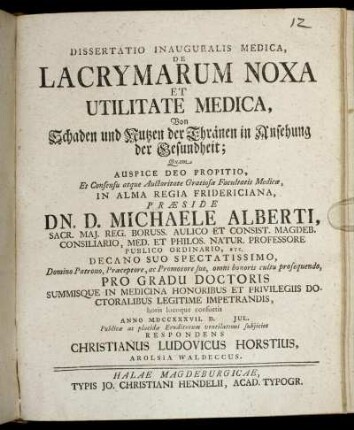 12
DISSERTATIO INAUGURALIS MEDICA,
DE
LACRYMARUM NOXA
ET
UTILITATE MEDICA,
Von
Schaden und Nutzen der Thränen in Ansehung
der Gesundheit;
Quam
AUSPICE DEO PROPITIO,
Et Consensu atque Auctoritate Gratiosæ Facultatis Medicæ,
IN ALMA REGIA FRIDERICIANA,
PRÆSIDE
DN. D. MICHAELE ALBERTI,
SACR. MAJ. REG. BORUSS. AULICO ET CONSIST. MAGDEB.
CONSILIARIO, MED. ET PHILOS. NATUR. PROFESSORE
PUBLICO ORDINARIO, etc.
DECANO SUO SPECTATISSIMO,
Domino Patrono, Præceptore, ac Promotore suo, omni honoris cultu prosequendo,
PRO GRADU DOCTORIS
SUMMISQUE IN MEDICINA HONORIBUS ET PRIVILEGIIS DO-
CTORALIBUS LEGITIME IMPETRANDIS,
horis locoque consuetis
ANNO MDCCXXXVII. D. JUL.
Publicæ ac placidæ Eruditorum ventilationi subjiciet
RESPONDENS
CHRISTIANUS LUDOVICUS HORSTIUS,
AROLSIA WALDECCUS.
HALAE MAGDEBURGICAE,
TYPIS JO. CHRISTIANI HENDELII, ACAD. TYPOGR.